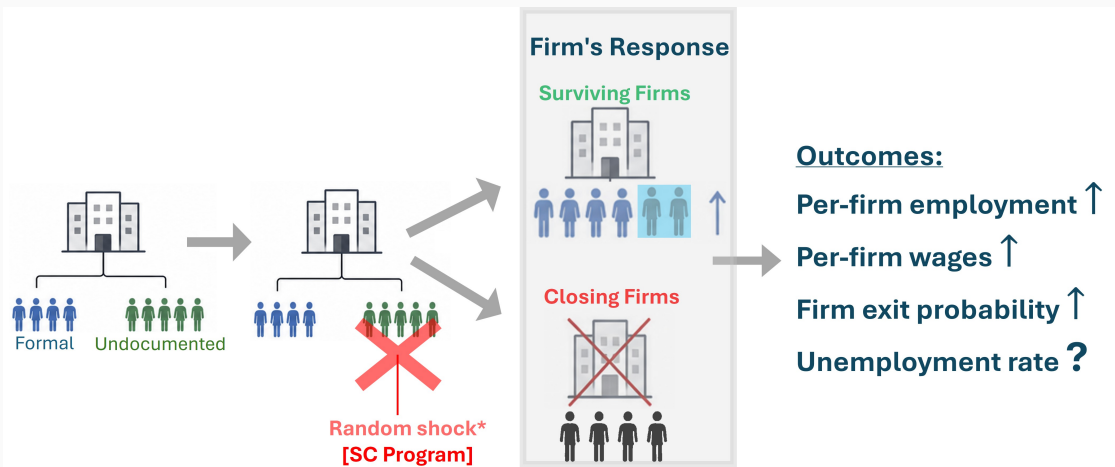 Firm's Response
Surviving Firms
Formal
Undocumented
Random shock*
[SC Program]
Closing Firms
Outcomes:
Per-firm employment ↑
Per-firm wages ↑
Firm exit probability ↑
Unemployment rate ?